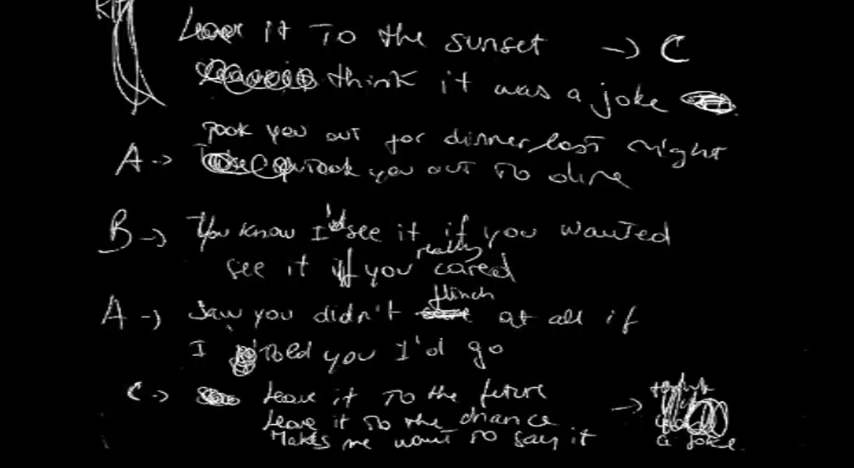 Leave it To the sunset → C
think it was a joke
Took you out for dinner last night
A → Took you out to dine
B → You know I'd see it if you wanted
really
see it if you cared
flinch
A → Saw you didn't at all if
I Told you I'd go
C → Leave it To the future
Leave it to the chance →
Makes me want to say it a joke